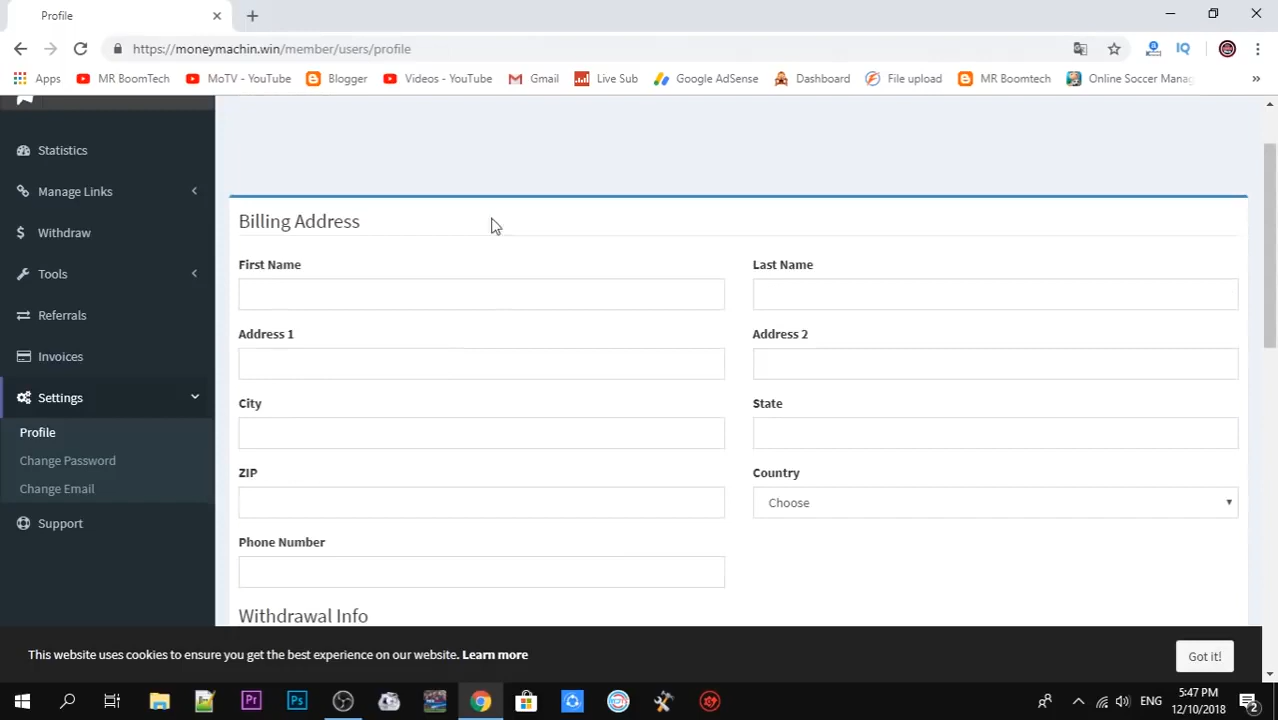 Profile
https://moneymachin.win/member/users/profile
Apps MR BoomTech MoTV - YouTube Blogger Videos - YouTube Gmail Live Sub Google AdSense Dashboard File upload MR Boomtech Online Soccer Manag
Statistics
Manage Links
Withdraw
Tools
Referrals
Invoices
Settings
Profile
Change Password
Change Email
Support
Billing Address
First Name Last Name
Address 1 Address 2
City State
ZIP Country
Choose
Phone Number
Withdrawal Info
This website uses cookies to ensure you get the best experience on our website. Learn more
Got it!
Pr Ps
ENG
5:47 PM
12/10/2018
2